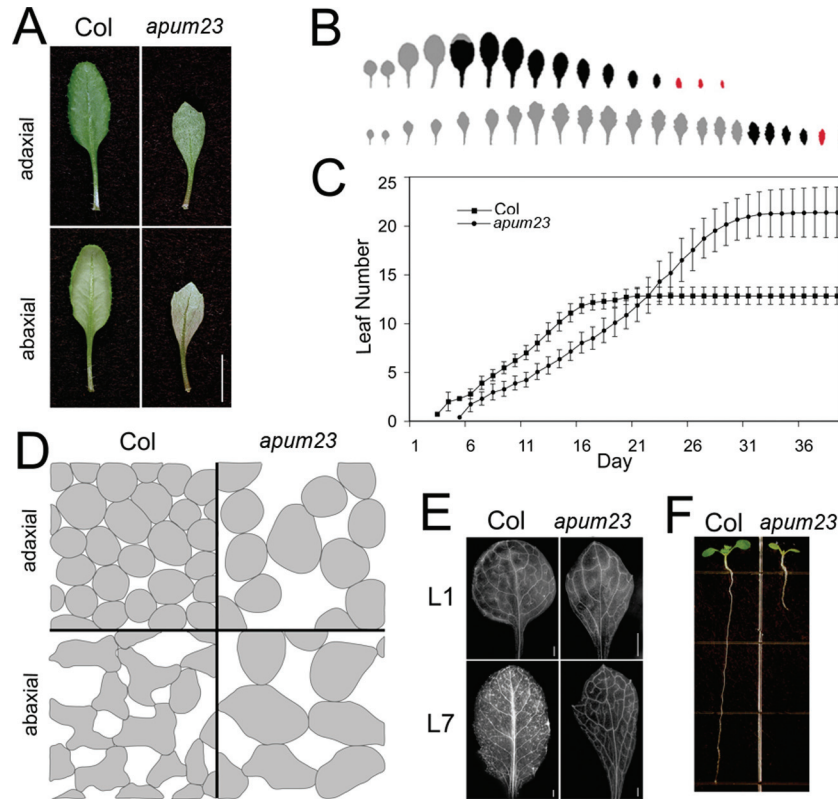 A
Col
apum23
adaxial
abaxial
B
C
Col
apum23
Leaf Number
25
20
15
10
5
0
1 6 11 16 21 26 31 36
Day
D
Col
apum23
adaxial
abaxial
E
Col
apum23
L1
L7
F
Col
apum23